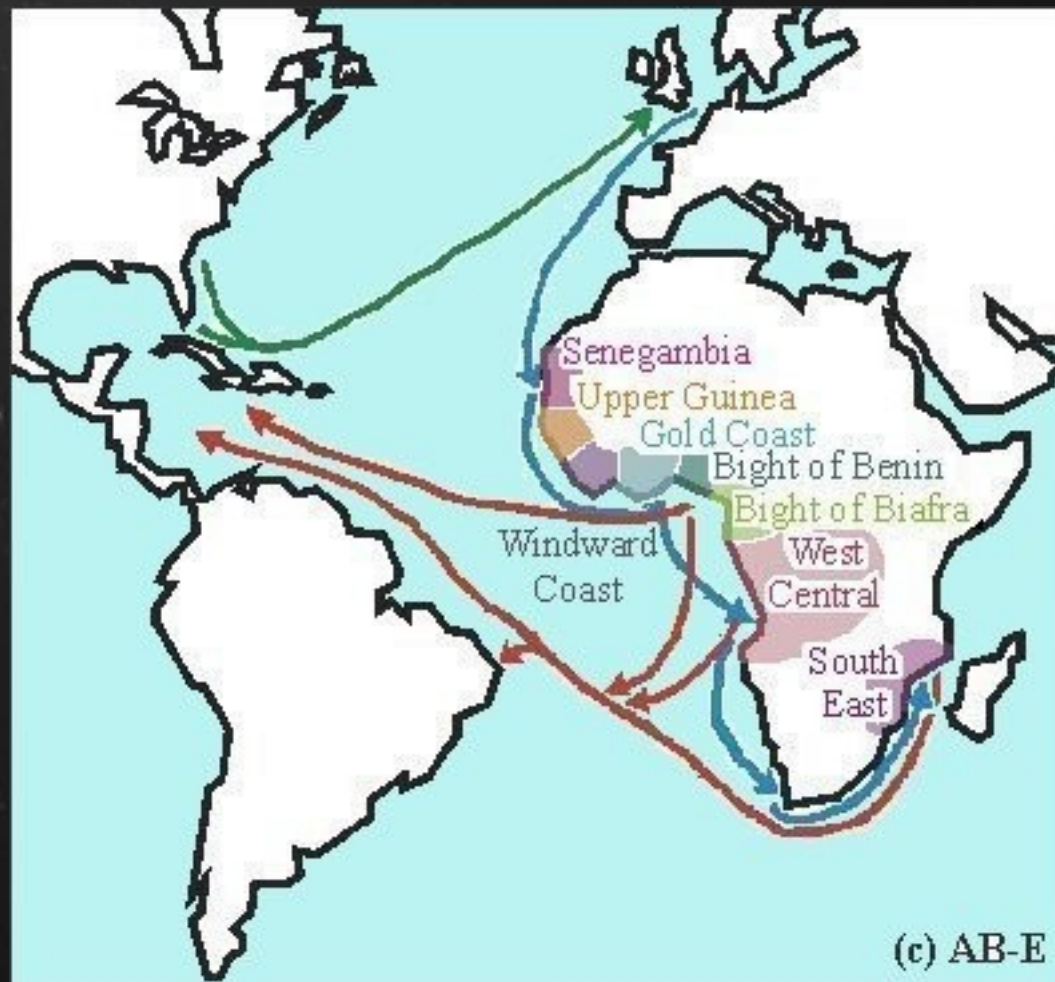 Senegambia
Upper Guinea
Gold Coast
Bight of Benin
Bight of Biafra
Windward
Coast
West
Central
South
East
(c) AB-E